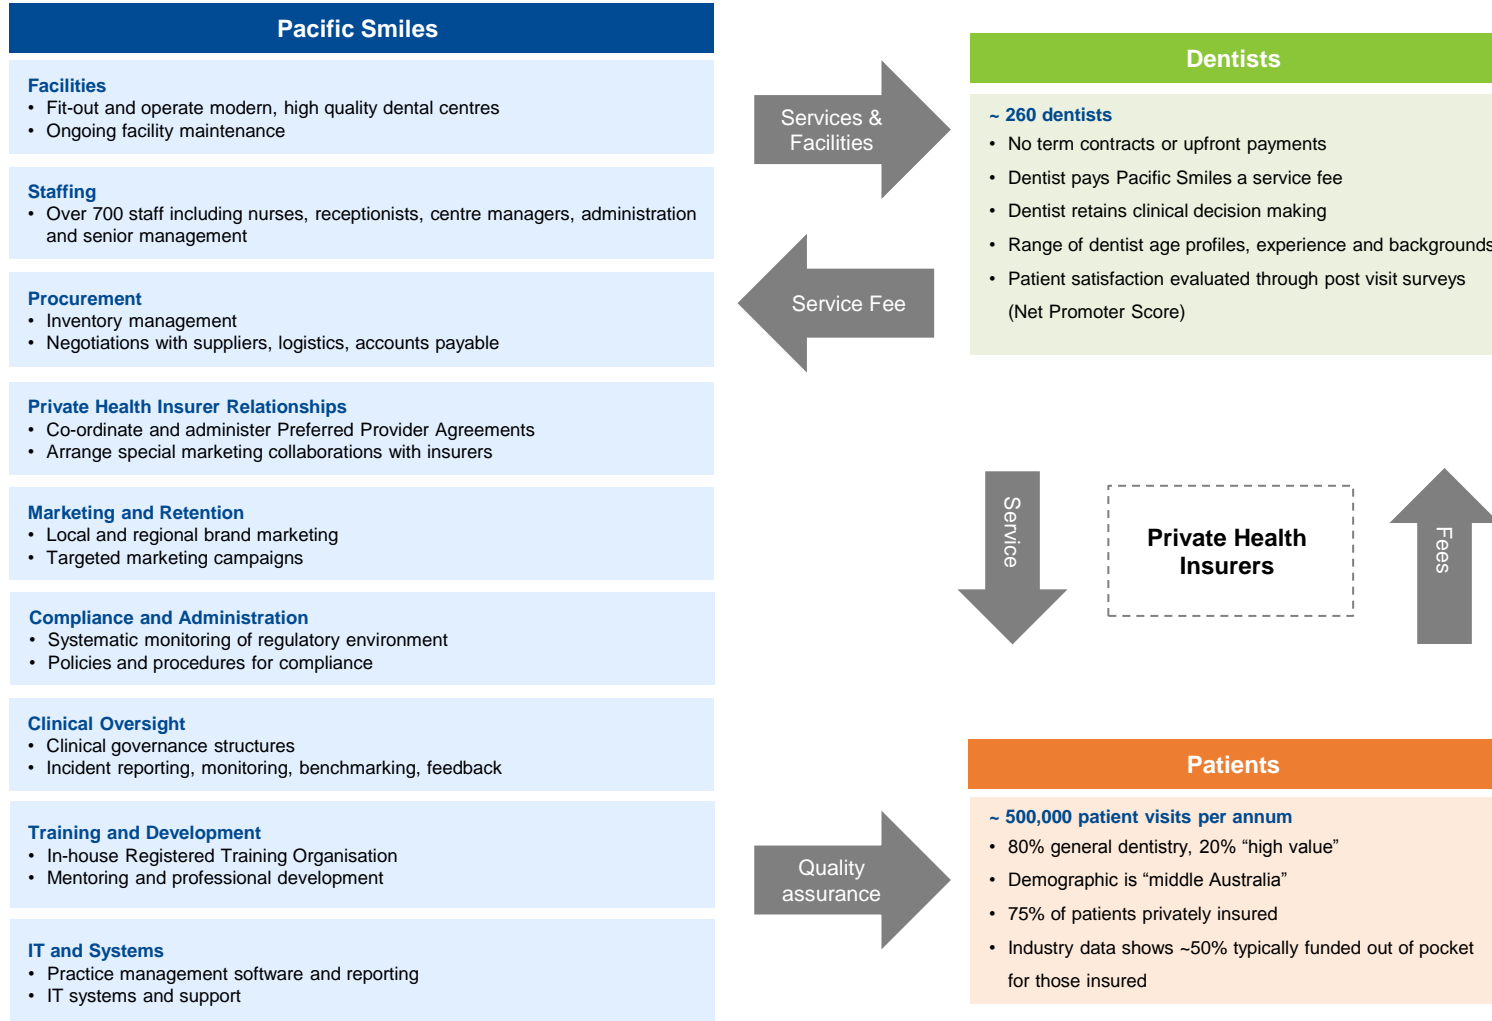 Pacific Smiles
Facilities
• Fit-out and operate modern, high quality dental centres
• Ongoing facility maintenance
Staffing
• Over 700 staff including nurses, receptionists, centre managers, administration
and senior management
Procurement
• Inventory management
• Negotiations with suppliers, logistics, accounts payable
Private Health Insurer Relationships
• Co-ordinate and administer Preferred Provider Agreements
• Arrange special marketing collaborations with insurers
Marketing and Retention
• Local and regional brand marketing
• Targeted marketing campaigns
Compliance and Administration
• Systematic monitoring of regulatory environment
• Policies and procedures for compliance
Clinical Oversight
• Clinical governance structures
• Incident reporting, monitoring, benchmarking, feedback
Training and Development
• In-house Registered Training Organisation
• Mentoring and professional development
IT and Systems
• Practice management software and reporting
• IT systems and support
Services &
Facilities
Service Fee
Quality
assurance
Dentists
~ 260 dentists
• No term contracts or upfront payments
• Dentist pays Pacific Smiles a service fee
• Dentist retains clinical decision making
• Range of dentist age profiles, experience and backgrounds
• Patient satisfaction evaluated through post visit surveys
(Net Promoter Score)
Service
Private Health
Insurers
Fees
Patients
~ 500,000 patient visits per annum
• 80% general dentistry, 20% “high value”
• Demographic is “middle Australia”
• 75% of patients privately insured
• Industry data shows ~50% typically funded out of pocket
for those insured